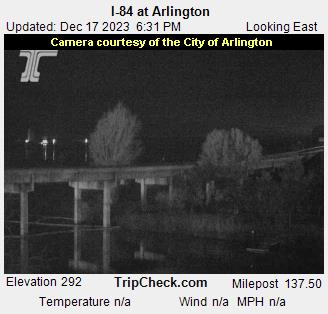 I-84 at Arlington
Updated: Dec 17 2023 6:31 PM Looking East
Camera courtesy of the City of Arlington
Elevation 292 TripCheck.com Milepost 137.50
Temperature n/a Wind n/a MPH n/a